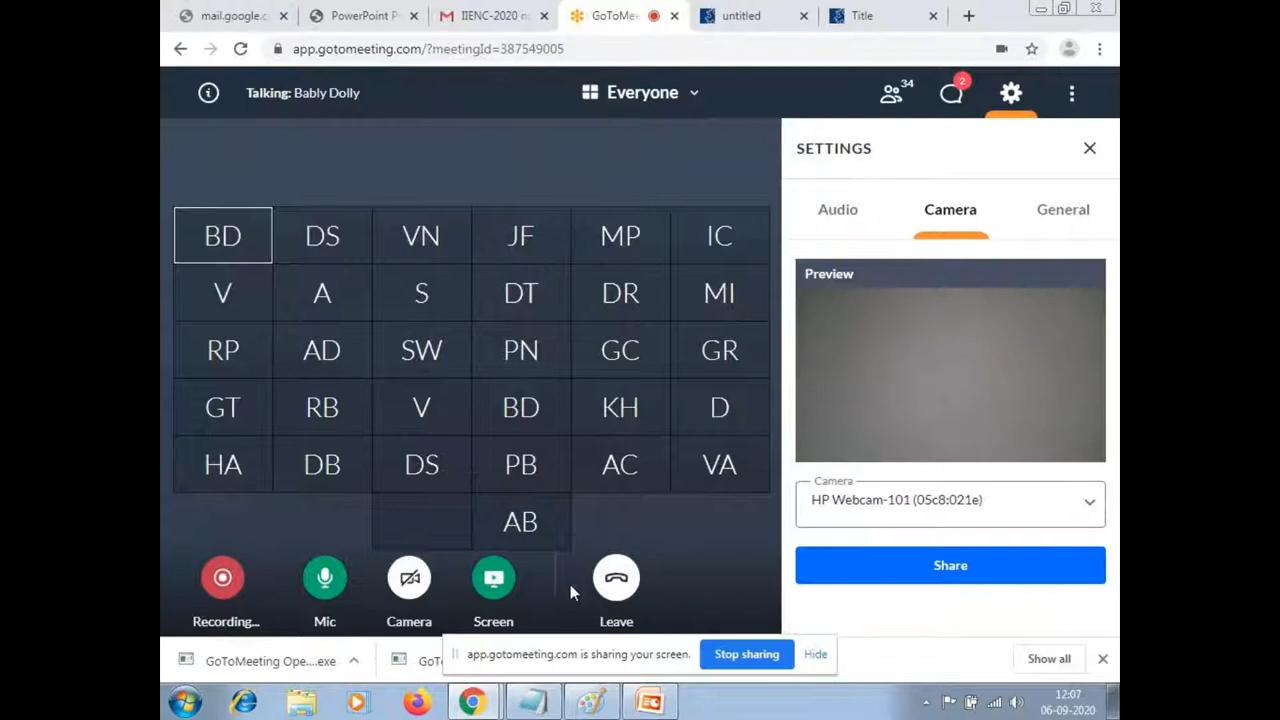 mail.google.c
PowerPoint P
IIENC-2020 n
GoToMee
untitled
Title
app.gotomeeting.com/?meetingId=387549005
Talking: Bably Dolly
Everyone
34
2
SETTINGS
Audio
Camera
General
Preview
BD DS VN JF MP IC
V A S DT DR MI
RP AD SW PN GC GR
GT RB V BD KH D
HA DB DS PB AC VA
AB
Camera
HP Webcam-101 (05c8:021e)
Share
Recording...
Mic
Camera
Screen
Leave
app.gotomeeting.com is sharing your screen.
Stop sharing
Hide
GoToMeeting Ope....exe
GoTo
Show all
12:07
06-09-2020